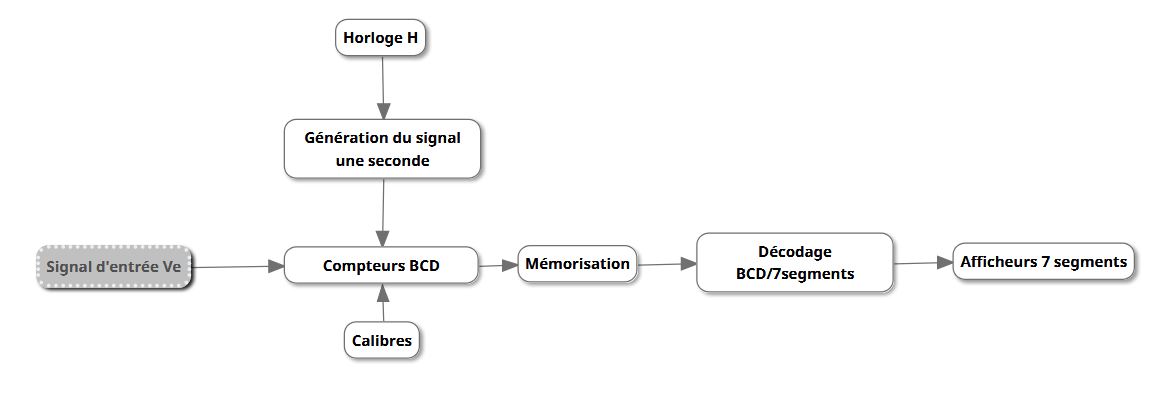 Horloge H
Génération du signal
une seconde
Signal d'entrée Ve
Compteurs BCD
Mémorisation
Décodage
BCD/7segments
Afficheurs 7 segments
Calibres